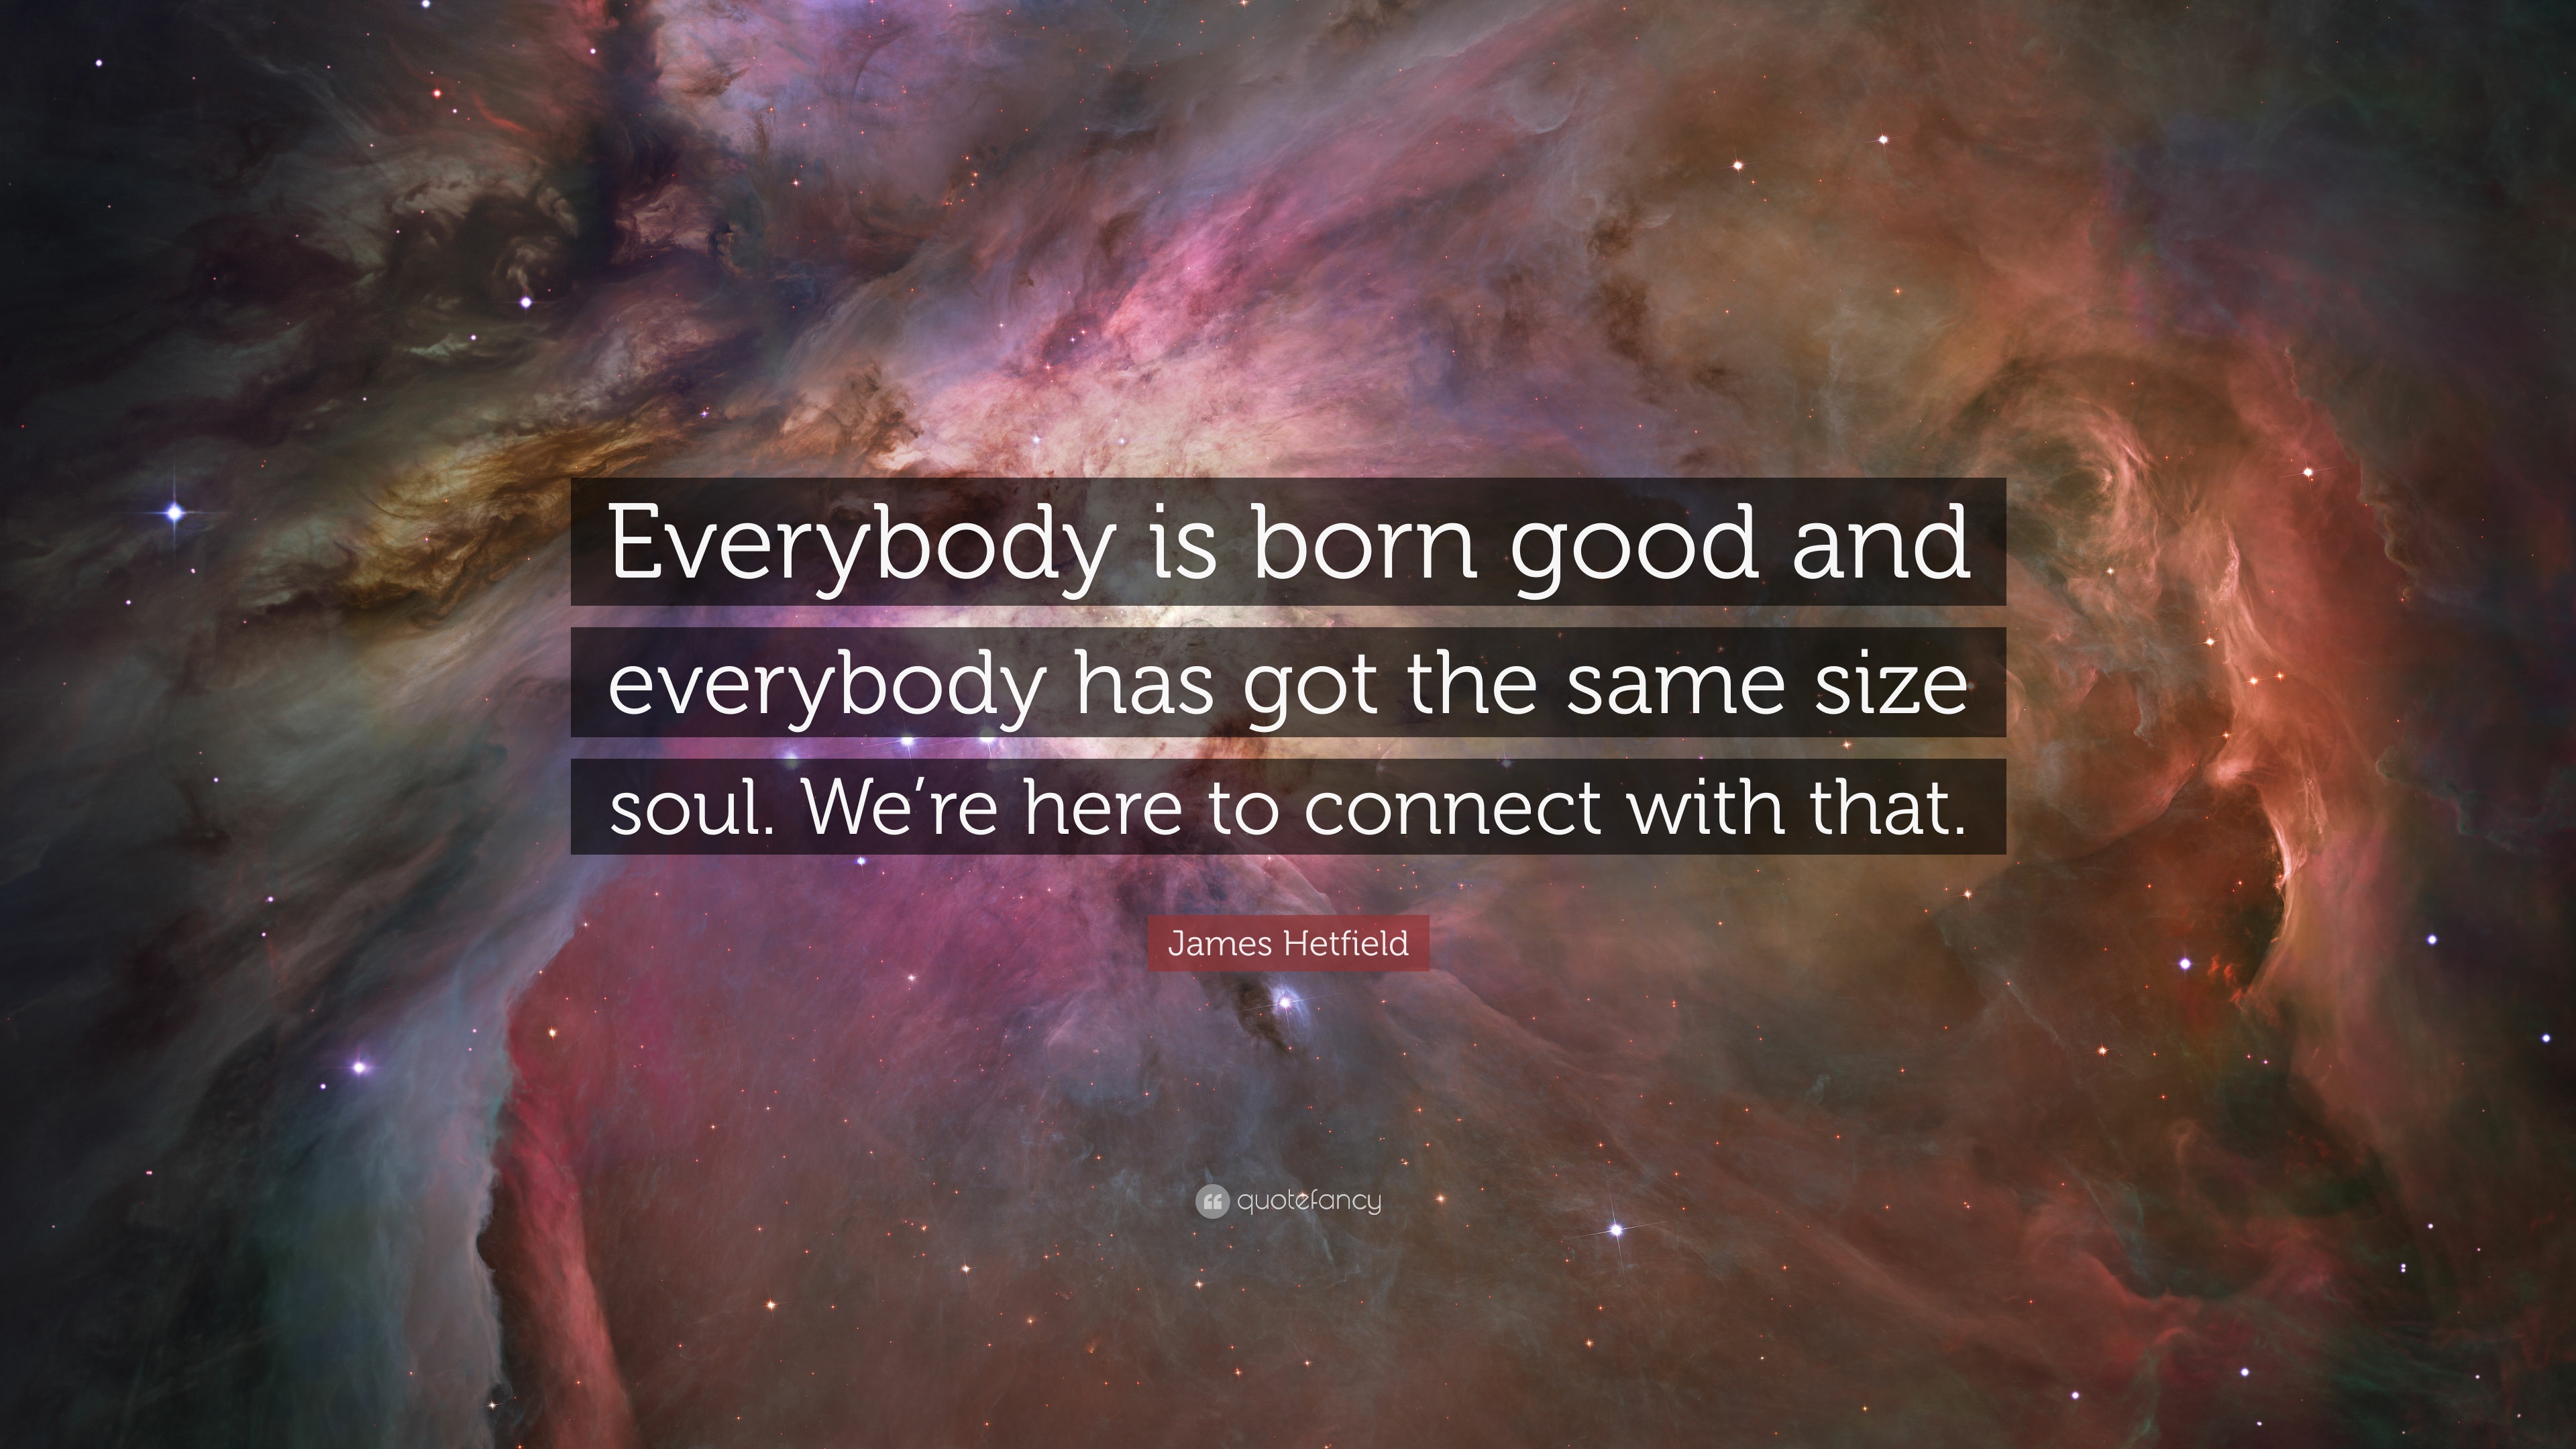 Everybody is born good and
everybody has got the same size
soul. We’re here to connect with that.
James Hetfield
quotefancy